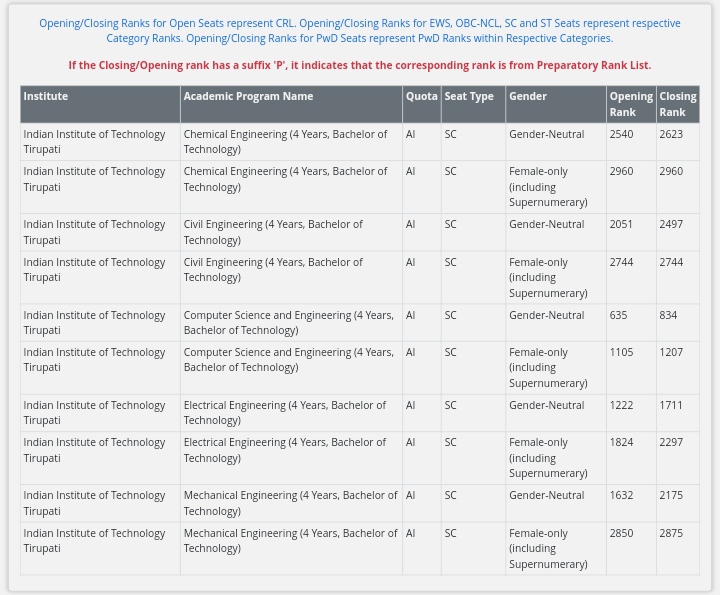 Opening/Closing Ranks for Open Seats represent CRL. Opening/Closing Ranks for EWS, OBC-NCL, SC and ST Seats represent respective
Category Ranks. Opening/Closing Ranks for PwD Seats represent PwD Ranks within Respective Categories.
If the Closing/Opening rank has a suffix 'P', it indicates that the corresponding rank is from Preparatory Rank List.
Institute Academic Program Name Quota Seat Type Gender Opening Closing
Rank Rank
Indian Institute of Technology Chemical Engineering (4 Years, Bachelor of AI SC Gender-Neutral 2540 2623
Tirupati Technology)
Indian Institute of Technology Chemical Engineering (4 Years, Bachelor of AI SC Female-only 2960 2960
Tirupati Technology) (including
Supernumerary)
Indian Institute of Technology Civil Engineering (4 Years, Bachelor of AI SC Gender-Neutral 2051 2497
Tirupati Technology)
Indian Institute of Technology Civil Engineering (4 Years, Bachelor of AI SC Female-only 2744 2744
Tirupati Technology) (including
Supernumerary)
Indian Institute of Technology Computer Science and Engineering (4 Years, AI SC Gender-Neutral 635 834
Tirupati Bachelor of Technology)
Indian Institute of Technology Computer Science and Engineering (4 Years, AI SC Female-only 1105 1207
Tirupati Bachelor of Technology) (including
Supernumerary)
Indian Institute of Technology Electrical Engineering (4 Years, Bachelor of AI SC Gender-Neutral 1222 1711
Tirupati Technology)
Indian Institute of Technology Electrical Engineering (4 Years, Bachelor of AI SC Female-only 1824 2297
Tirupati Technology) (including
Supernumerary)
Indian Institute of Technology Mechanical Engineering (4 Years, Bachelor of AI SC Gender-Neutral 1632 2175
Tirupati Technology)
Indian Institute of Technology Mechanical Engineering (4 Years, Bachelor of AI SC Female-only 2850 2875
Tirupati Technology) (including
Supernumerary)